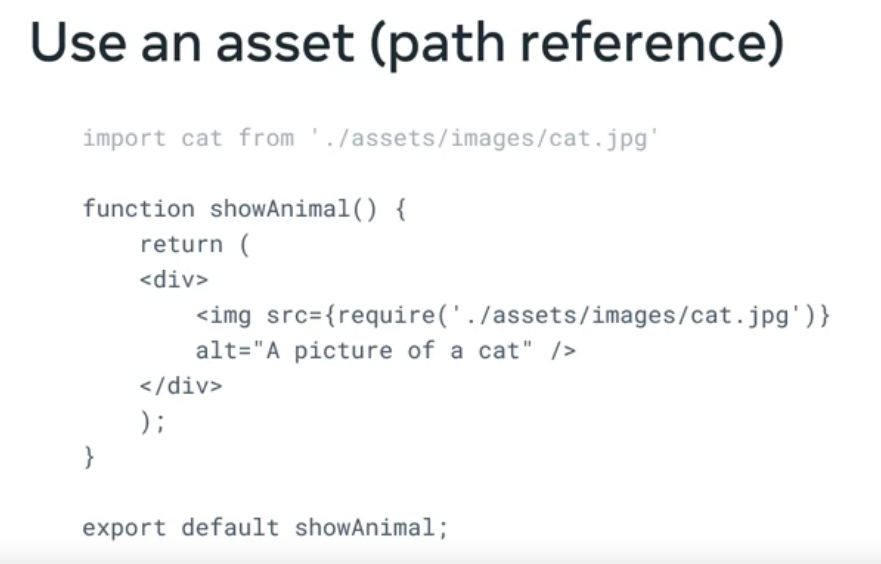 Use an asset (path reference)
import cat from './assets/images/cat.jpg'
function showAnimal() {
return (
<div>
<img src={require('./assets/images/cat.jpg')}
alt="A picture of a cat" />
</div>
);
}
export default showAnimal;